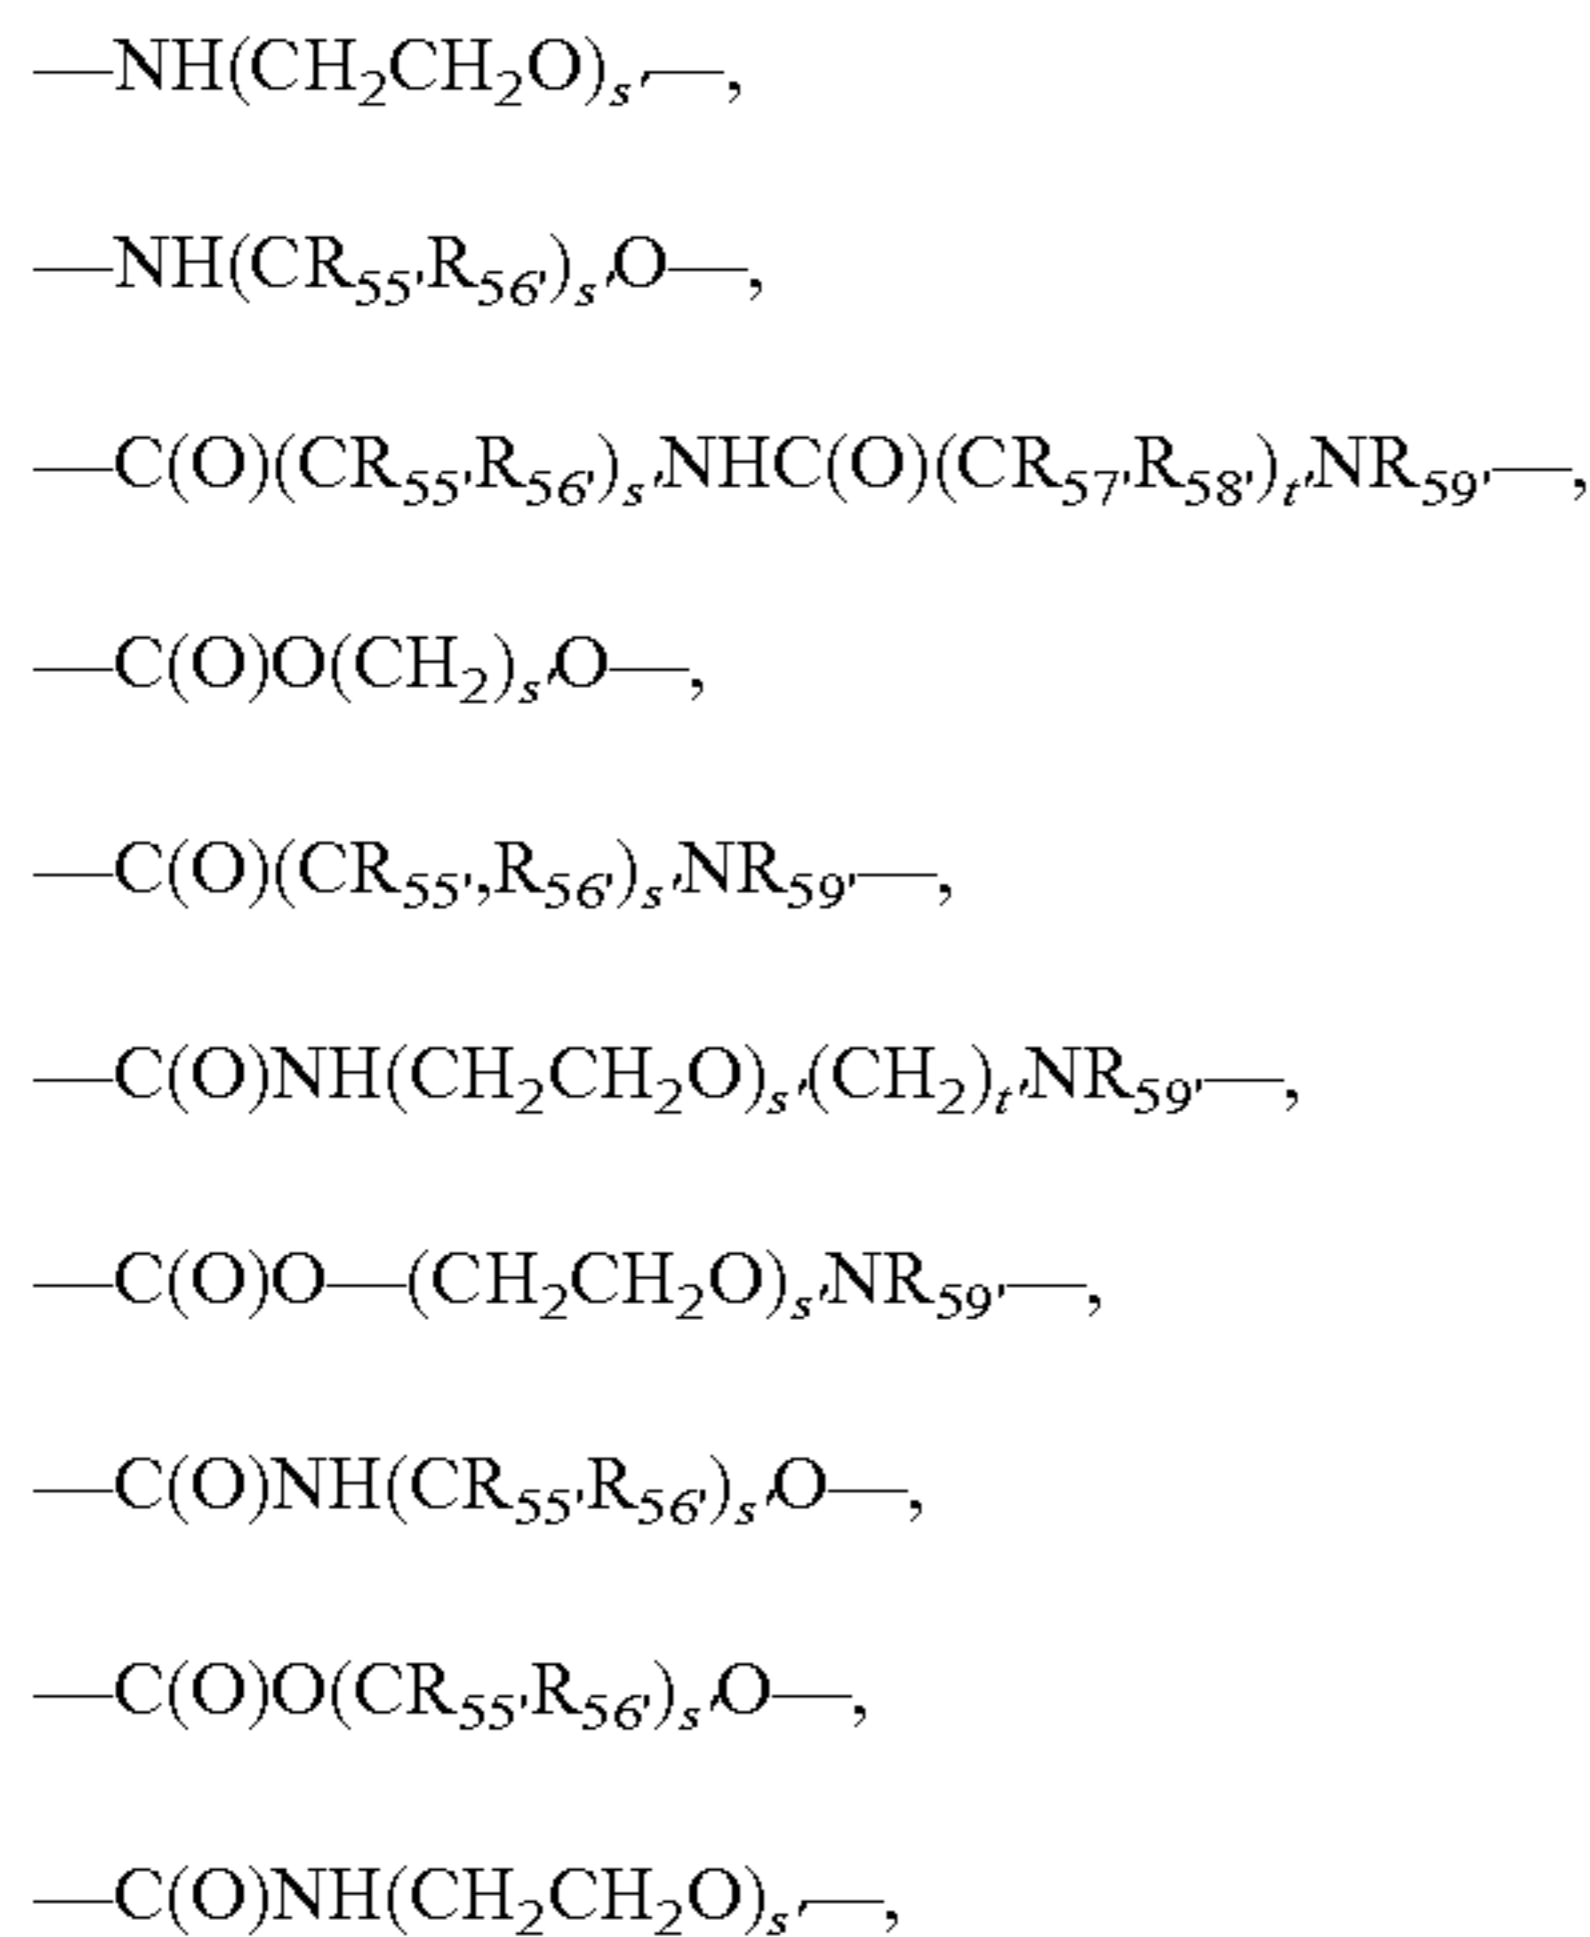 —NH(CH₂CH₂O)ₛ′—,
—NH(CR₅₅′R₅₆′)ₛ′O—,
—C(O)(CR₅₅′R₅₆′)ₛ′NHC(O)(CR₅₇′R₅₈′)ₜ′NR₅₉′—,
—C(O)O(CH₂)ₛ′O—,
—C(O)(CR₅₅′,R₅₆′)ₛ′NR₅₉′—,
—C(O)NH(CH₂CH₂O)ₛ′(CH₂)ₜ′NR₅₉′—,
—C(O)O—(CH₂CH₂O)ₛ′NR₅₉′—,
—C(O)NH(CR₅₅′R₅₆′)ₛ′O—,
—C(O)O(CR₅₅′R₅₆′)ₛ′O—,
—C(O)NH(CH₂CH₂O)ₛ′—,